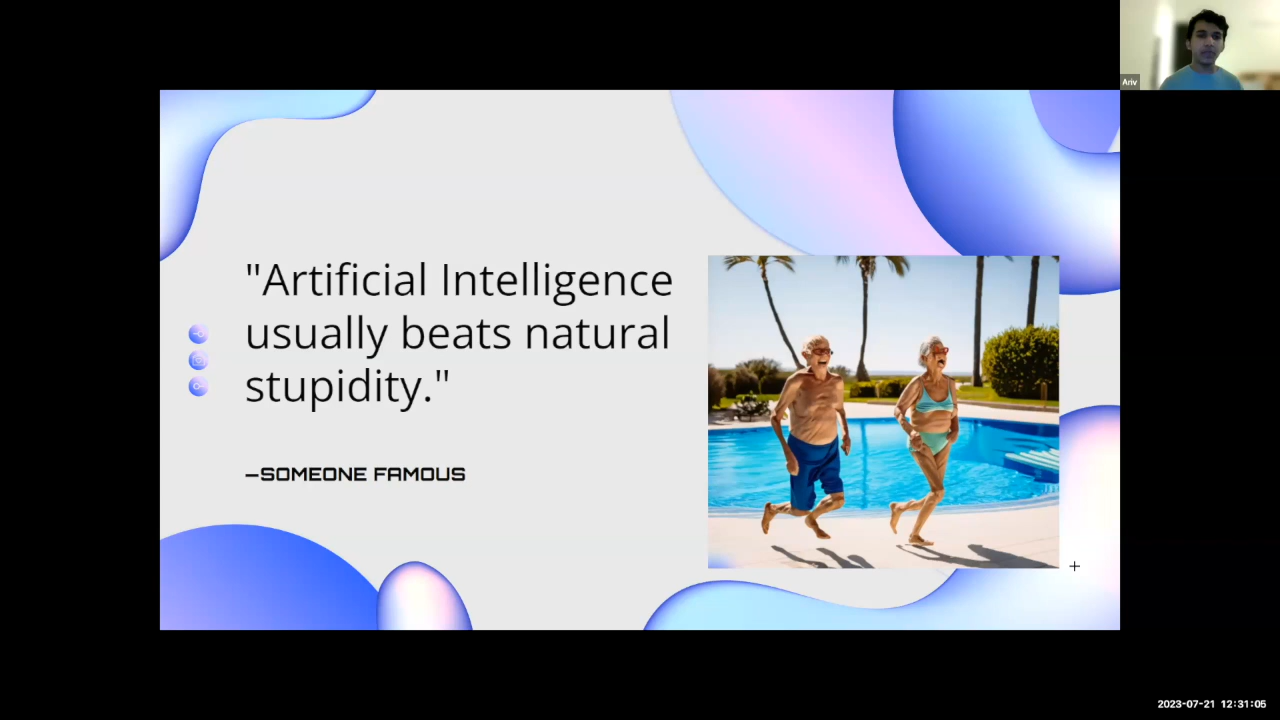 Ariv
"Artificial Intelligence
usually beats natural
stupidity."
—SOMEONE FAMOUS
2023-07-21 12:31:05